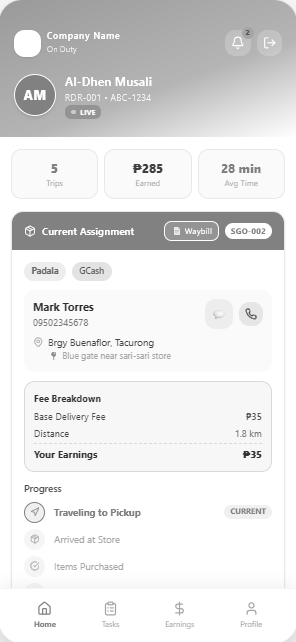 Company Name
On Duty
2
AM
Al-Dhen Musali
RDR-001 • ABC-1234
LIVE
5
Trips
₱285
Earned
28 min
Avg Time
Current Assignment
Waybill
SGO-002
Padala
GCash
Mark Torres
09502345678
Brgy Buenaflor, Tacurong
Blue gate near sari-sari store
Fee Breakdown
Base Delivery Fee
₱35
Distance
1.8 km
Your Earnings
₱35
Progress
Traveling to Pickup
CURRENT
Arrived at Store
Items Purchased
Home
Tasks
Earnings
Profile